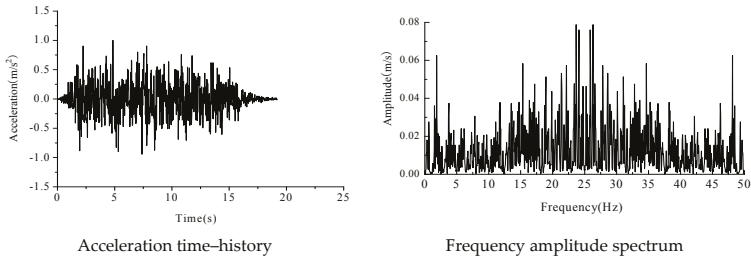 1.5
1.0
0.5
0.0
-0.5
-1.0
-1.5
Acceleration(m/s²)
0 5 10 15 20 25
Time(s)
Acceleration time–history
0.08
0.06
0.04
0.02
0.00
Amplitude(m/s)
0 5 10 15 20 25 30 35 40 45 50
Frequency(Hz)
Frequency amplitude spectrum